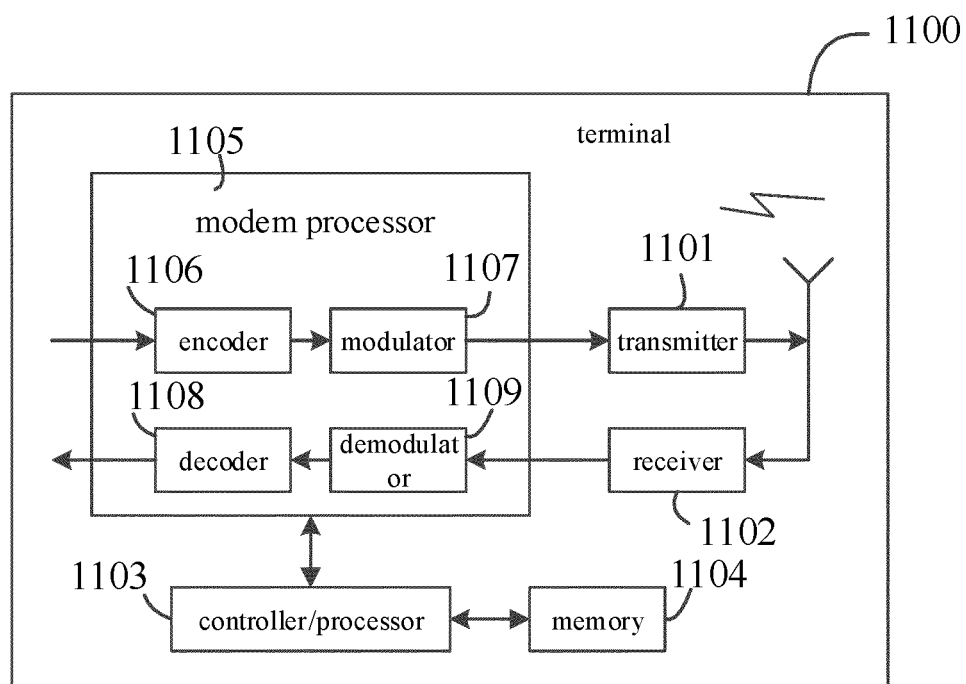 1100
terminal
1105
modem processor
1106
1107
1101
encoder
modulator
transmitter
1108
1109
decoder
demodulat
or
receiver
1102
1103
1104
controller/processor
memory